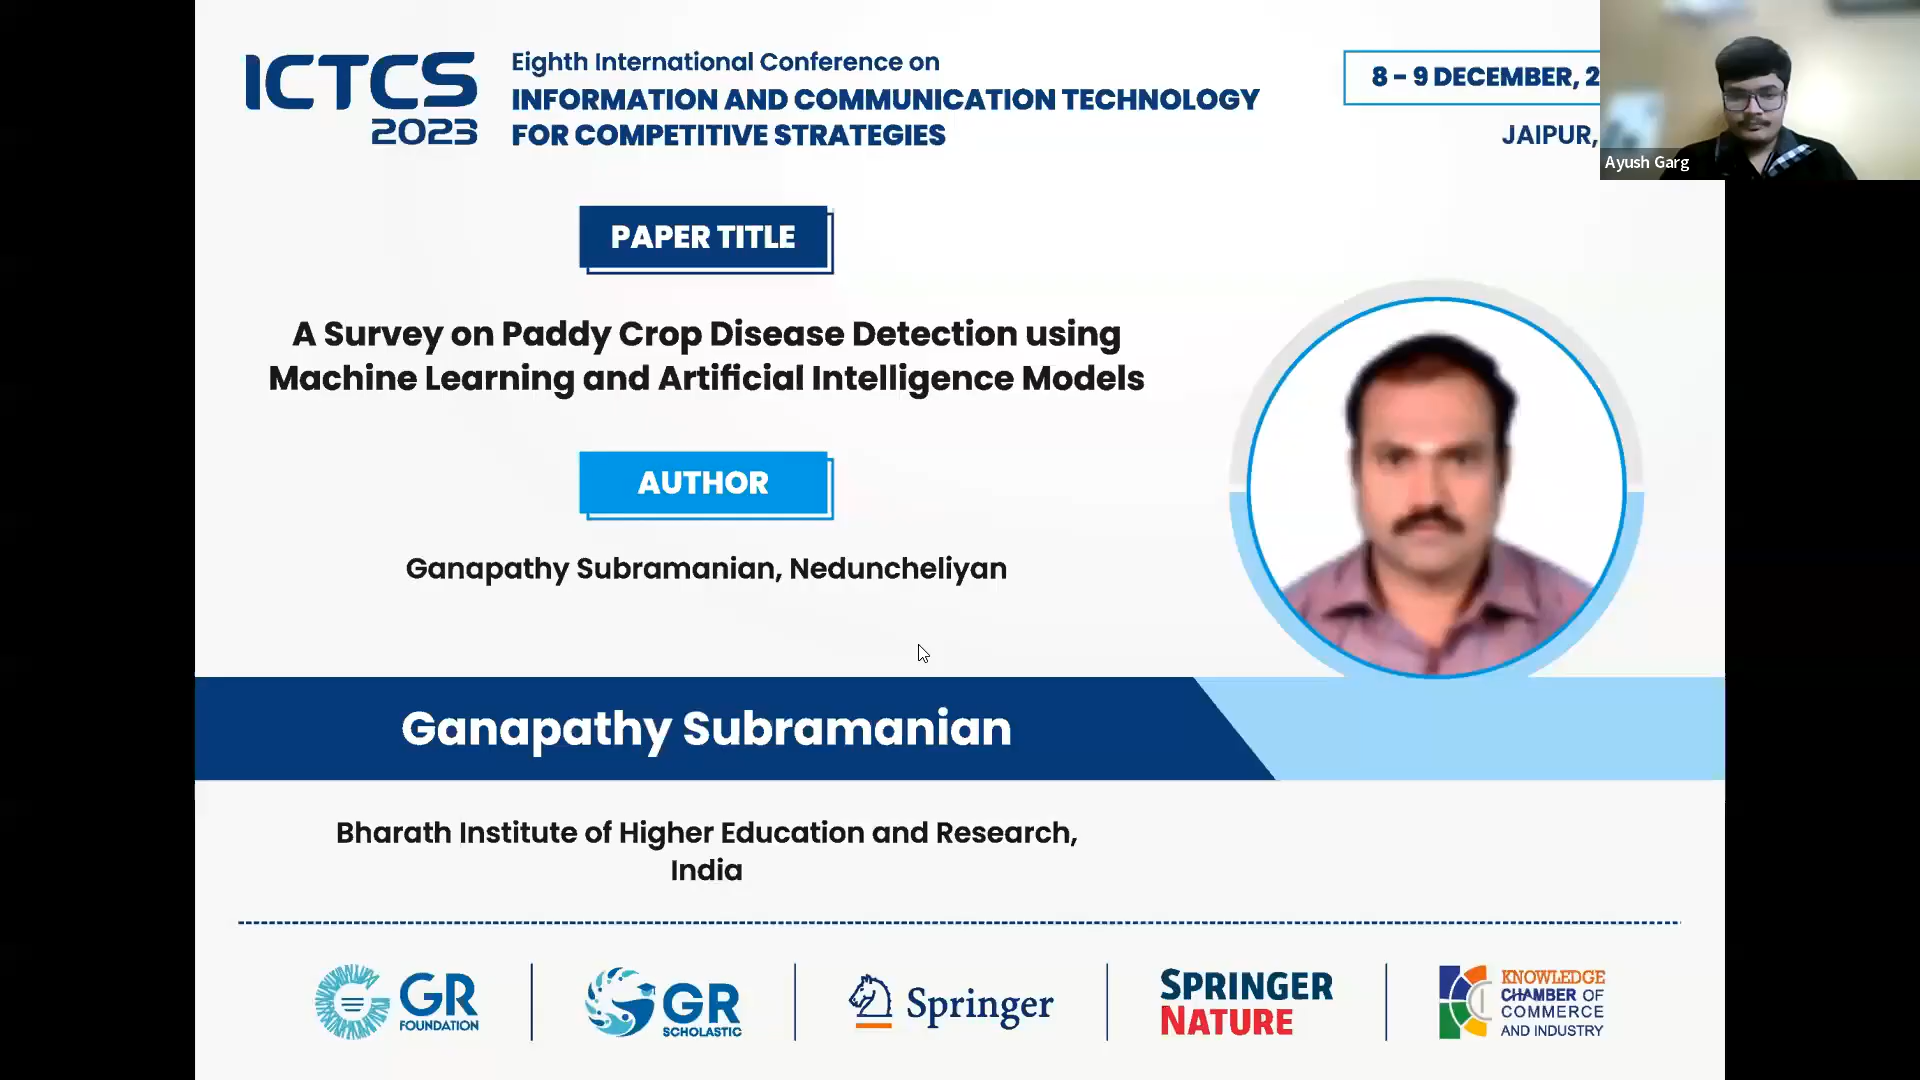 ICTCS
2023
Eighth International Conference on
INFORMATION AND COMMUNICATION TECHNOLOGY
FOR COMPETITIVE STRATEGIES
8 - 9 DECEMBER, 2
JAIPUR,
Ayush Garg
PAPER TITLE
A Survey on Paddy Crop Disease Detection using
Machine Learning and Artificial Intelligence Models
AUTHOR
Ganapathy Subramanian, Neduncheliyan
Ganapathy Subramanian
Bharath Institute of Higher Education and Research,
India
GR
FOUNDATION
GR
SCHOLASTIC
Springer
SPRINGER
NATURE
KNOWLEDGE
CHAMBER OF
COMMERCE
AND INDUSTRY